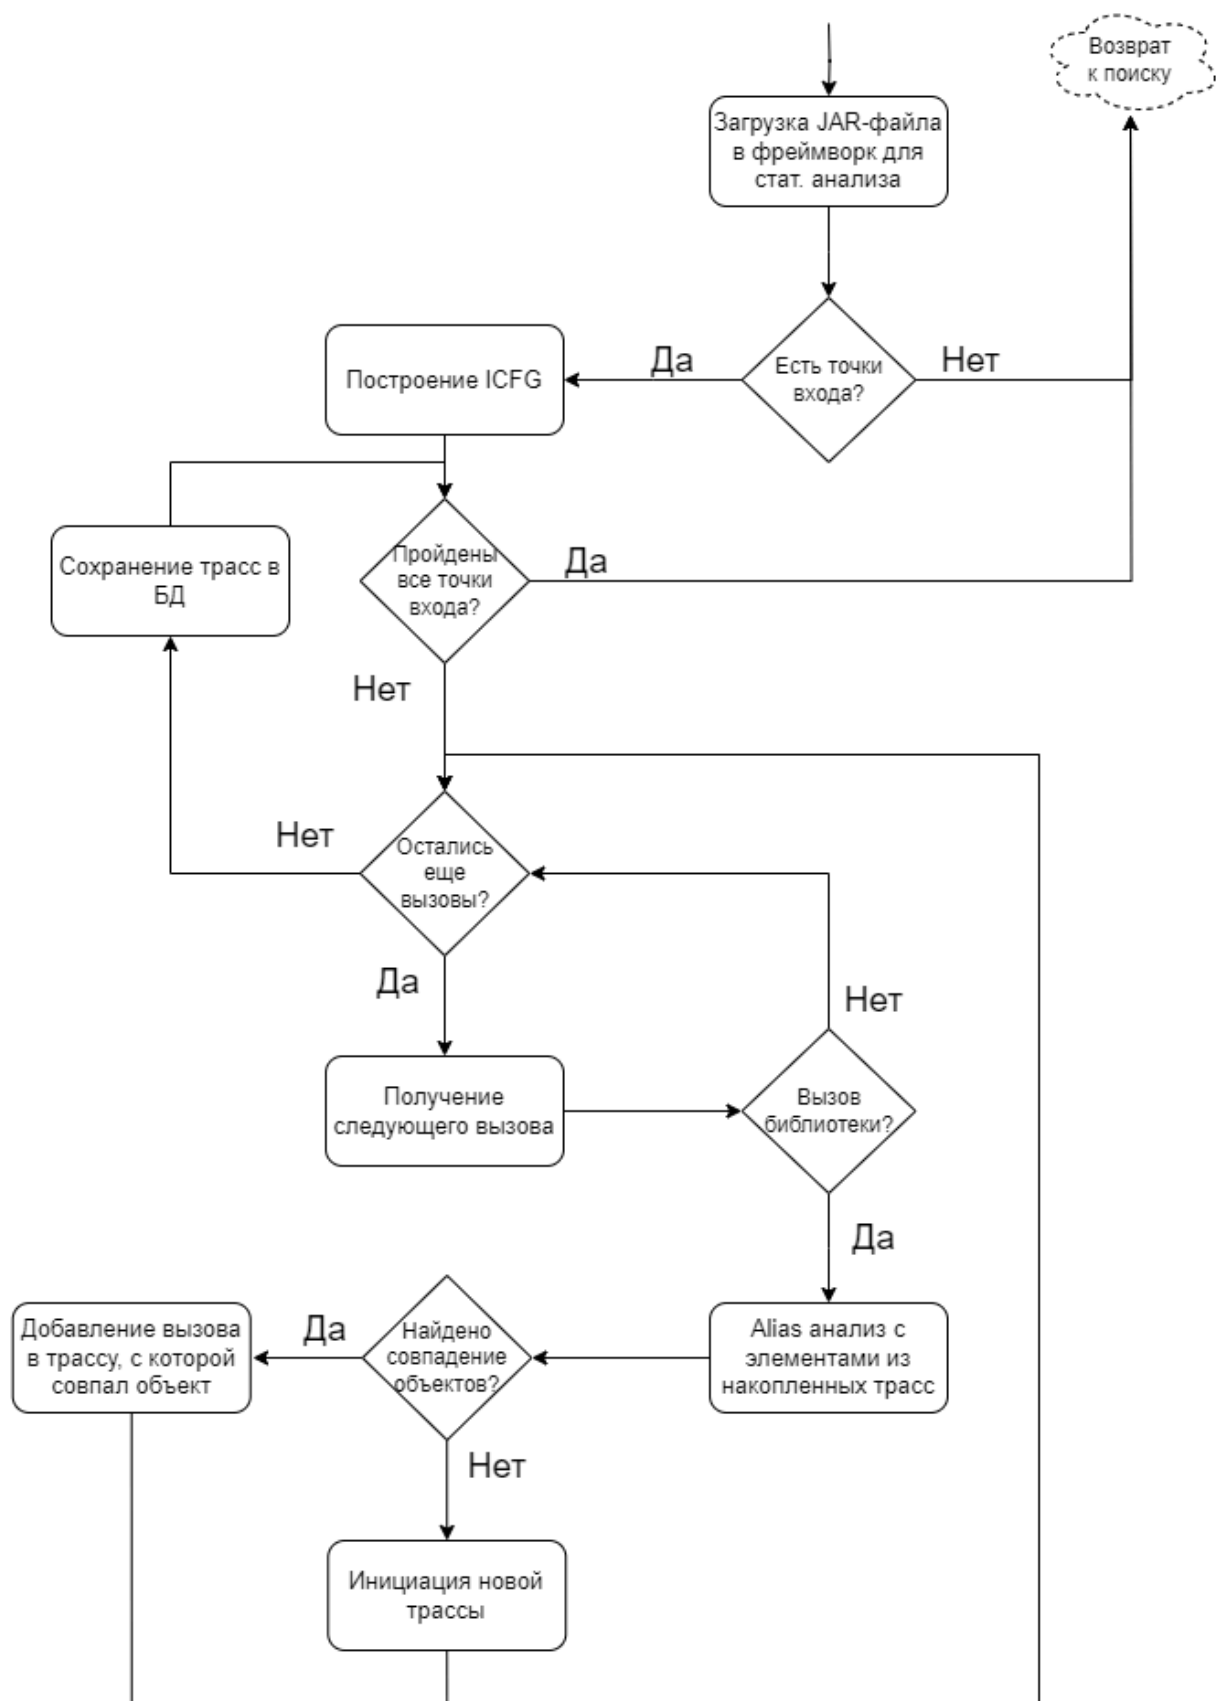 Возврат
к поиску
Загрузка JAR-файла
в фреймворк для
стат. анализа
Есть точки
входа?
Да
Нет
Построение ICFG
Пройдены
все точки
входа?
Да
Нет
Сохранение трасс в
БД
Остались
еще
вызовы?
Нет
Да
Получение
следующего вызова
Вызов
библиотеки?
Нет
Да
Alias анализ с
элементами из
накопленных трасс
Найдено
совпадение
объектов?
Да
Нет
Добавление вызова
в трассу, с которой
совпал объект
Инициация новой
трассы